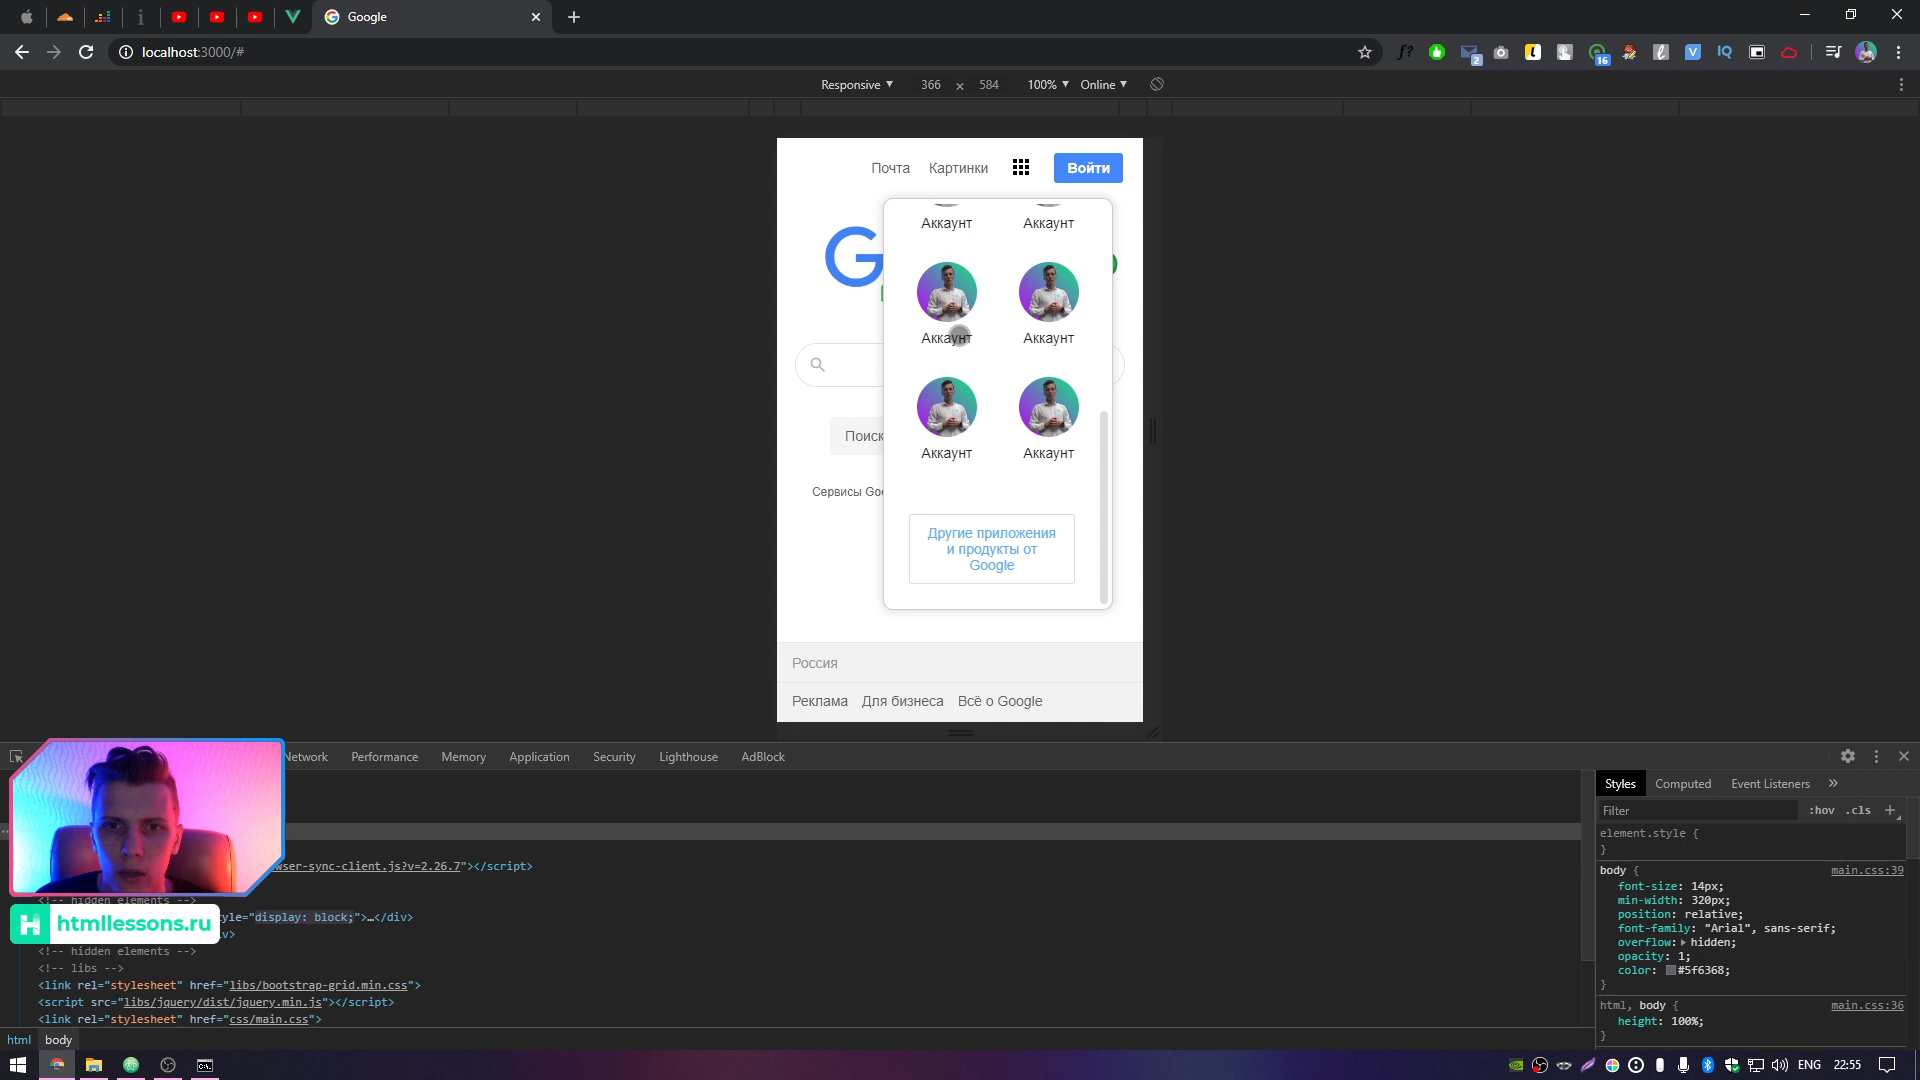 Google
localhost:3000/#
2
16
Responsive 366 x 584 100% Online
Почта Картинки Войти
Аккаунт Аккаунт
Аккаунт Аккаунт
Аккаунт Аккаунт
Поиск
Сервисы Goo
Другие приложения
и продукты от
Google
Россия
Реклама Для бизнеса Всё о Google
Network Performance Memory Application Security Lighthouse AdBlock
wser-sync-client.js?v=2.26.7"></script>
<!-- hidden elements -->
yle="display: block;">…</div>
v>
<!-- hidden elements -->
<!-- libs -->
<link rel="stylesheet" href="libs/bootstrap-grid.min.css">
<script src="libs/jquery/dist/jquery.min.js"></script>
<link rel="stylesheet" href="css/main.css">
html body
htmllessons.ru
Styles Computed Event Listeners »
Filter :hov .cls +
element.style {
}
body { main.css:39
font-size: 14px;
min-width: 320px;
position: relative;
font-family: "Arial", sans-serif;
overflow: hidden;
opacity: 1;
color: #5f6368;
}
html, body { main.css:36
height: 100%;
}
ENG 22:55